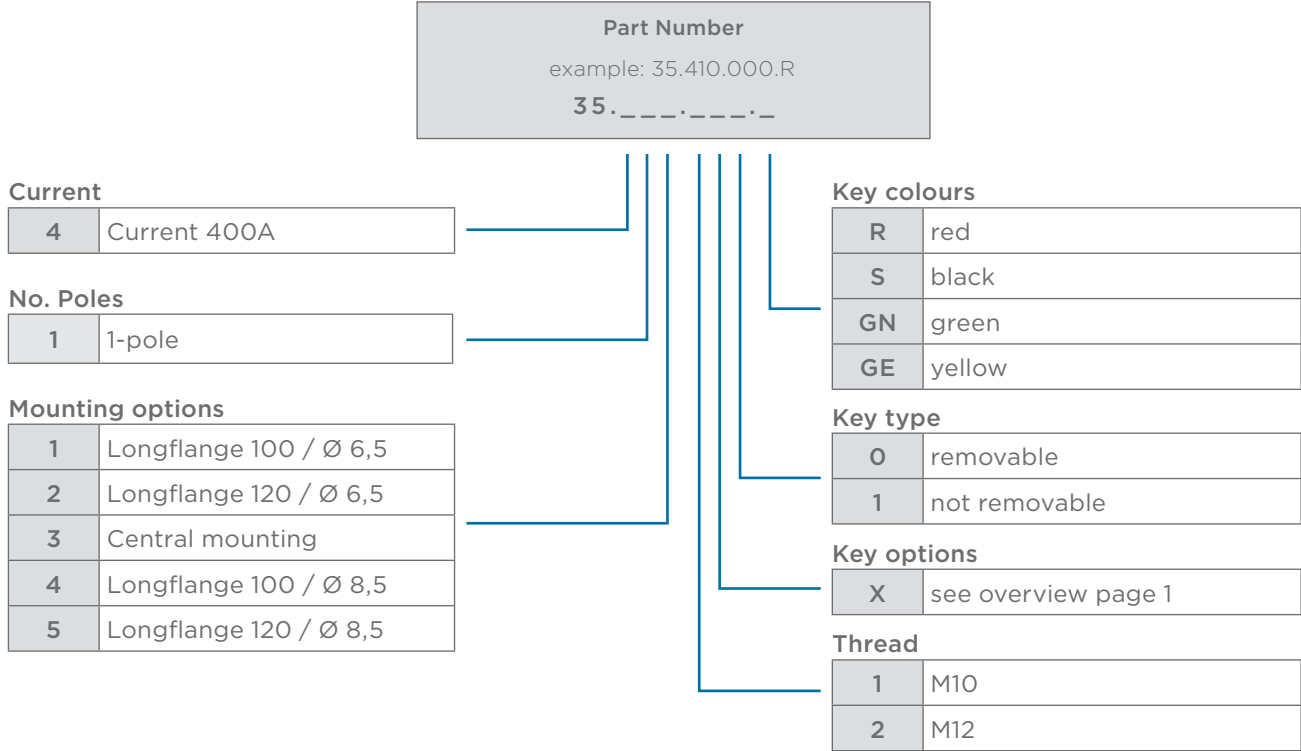 Part Number
example: 35.410.000.R
35.___.___._
Current
4 Current 400A
No. Poles
1 1-pole
Mounting options
1 Longflange 100 / Ø 6,5
2 Longflange 120 / Ø 6,5
3 Central mounting
4 Longflange 100 / Ø 8,5
5 Longflange 120 / Ø 8,5
Key colours
R red
S black
GN green
GE yellow
Key type
0 removable
1 not removable
Key options
X see overview page 1
Thread
1 M10
2 M12